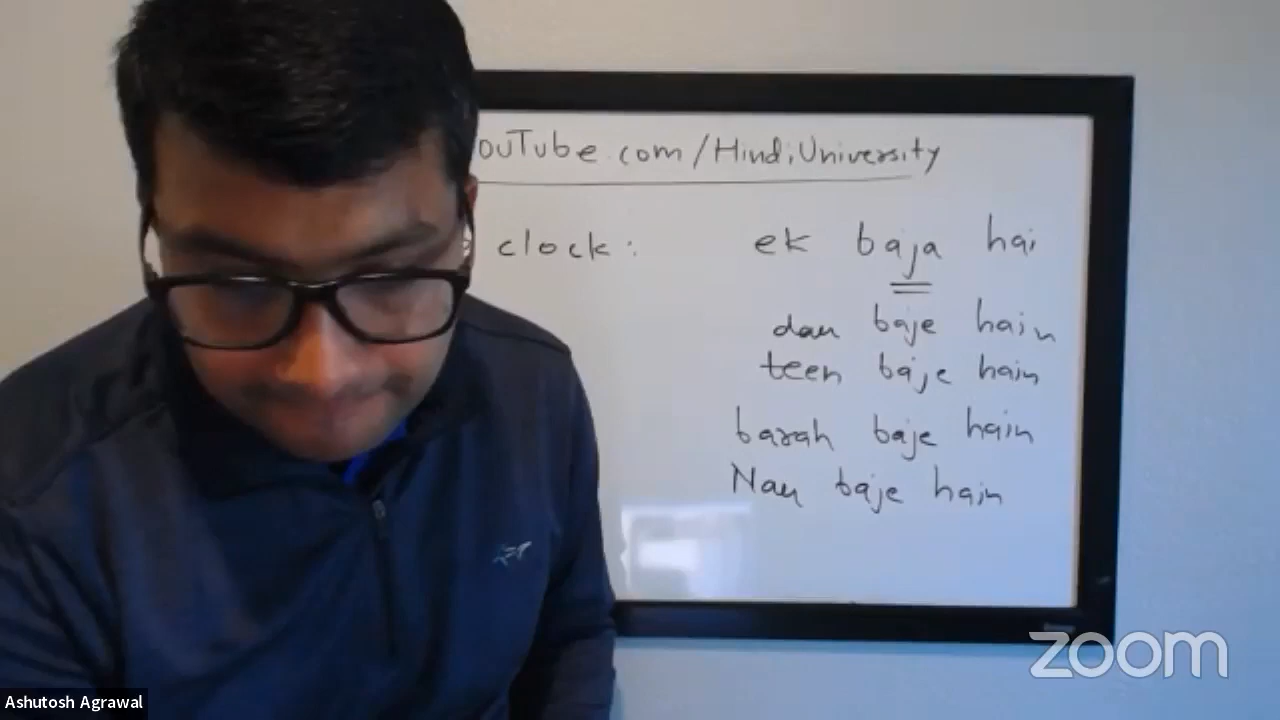 ouTube.com/HindiUniversity
clock:
ek baja hai
dau baje hain
teen baje hain
barah baje hain
Nau baje hain
zoom
Ashutosh Agrawal